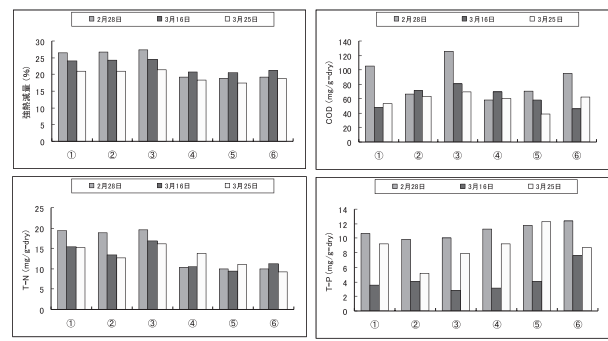 2月28日 3月16日 3月25日
強熱減量 (%)
30
25
20
15
10
5
0
① ② ③ ④ ⑤ ⑥
2月28日 3月16日 3月25日
COD (mg/g-dry)
140
120
100
80
60
40
20
0
① ② ③ ④ ⑤ ⑥
2月28日 3月16日 3月25日
T-N (mg/g-dry)
25
20
15
10
5
0
① ② ③ ④ ⑤ ⑥
2月28日 3月16日 3月25日
T-P (mg/g-dry)
14
12
10
8
6
4
2
0
① ② ③ ④ ⑤ ⑥